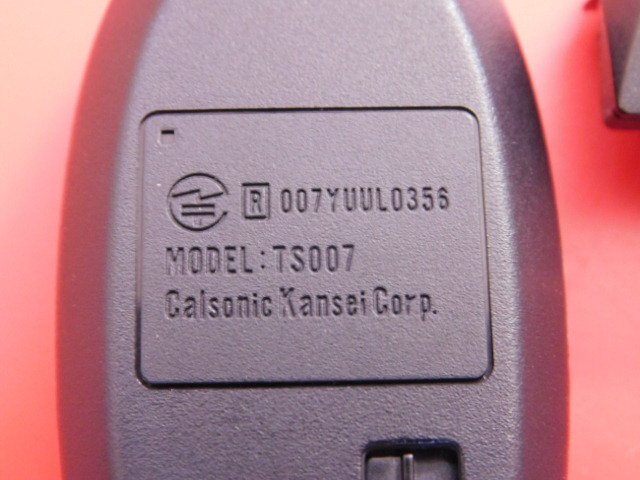 R 007YUUL0356
MODEL:TS007
Calsonic Kansei Corp.